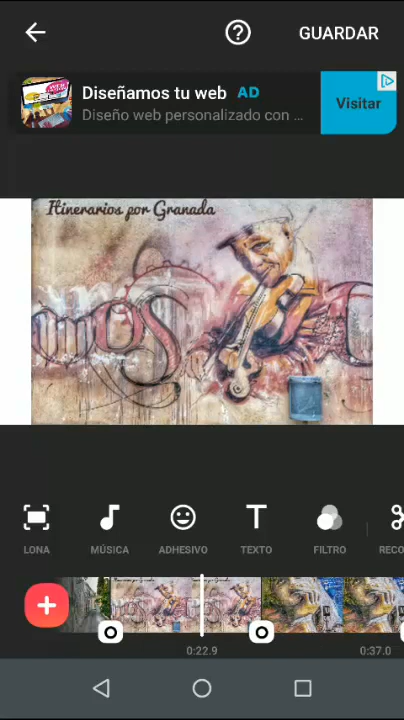 GUARDAR
Diseñamos tu web AD
Diseño web personalizado con ...
Visitar
Itinerarios por Granada
LONA
MÚSICA
ADHESIVO
TEXTO
FILTRO
RECO
0:22.9
0:37.0